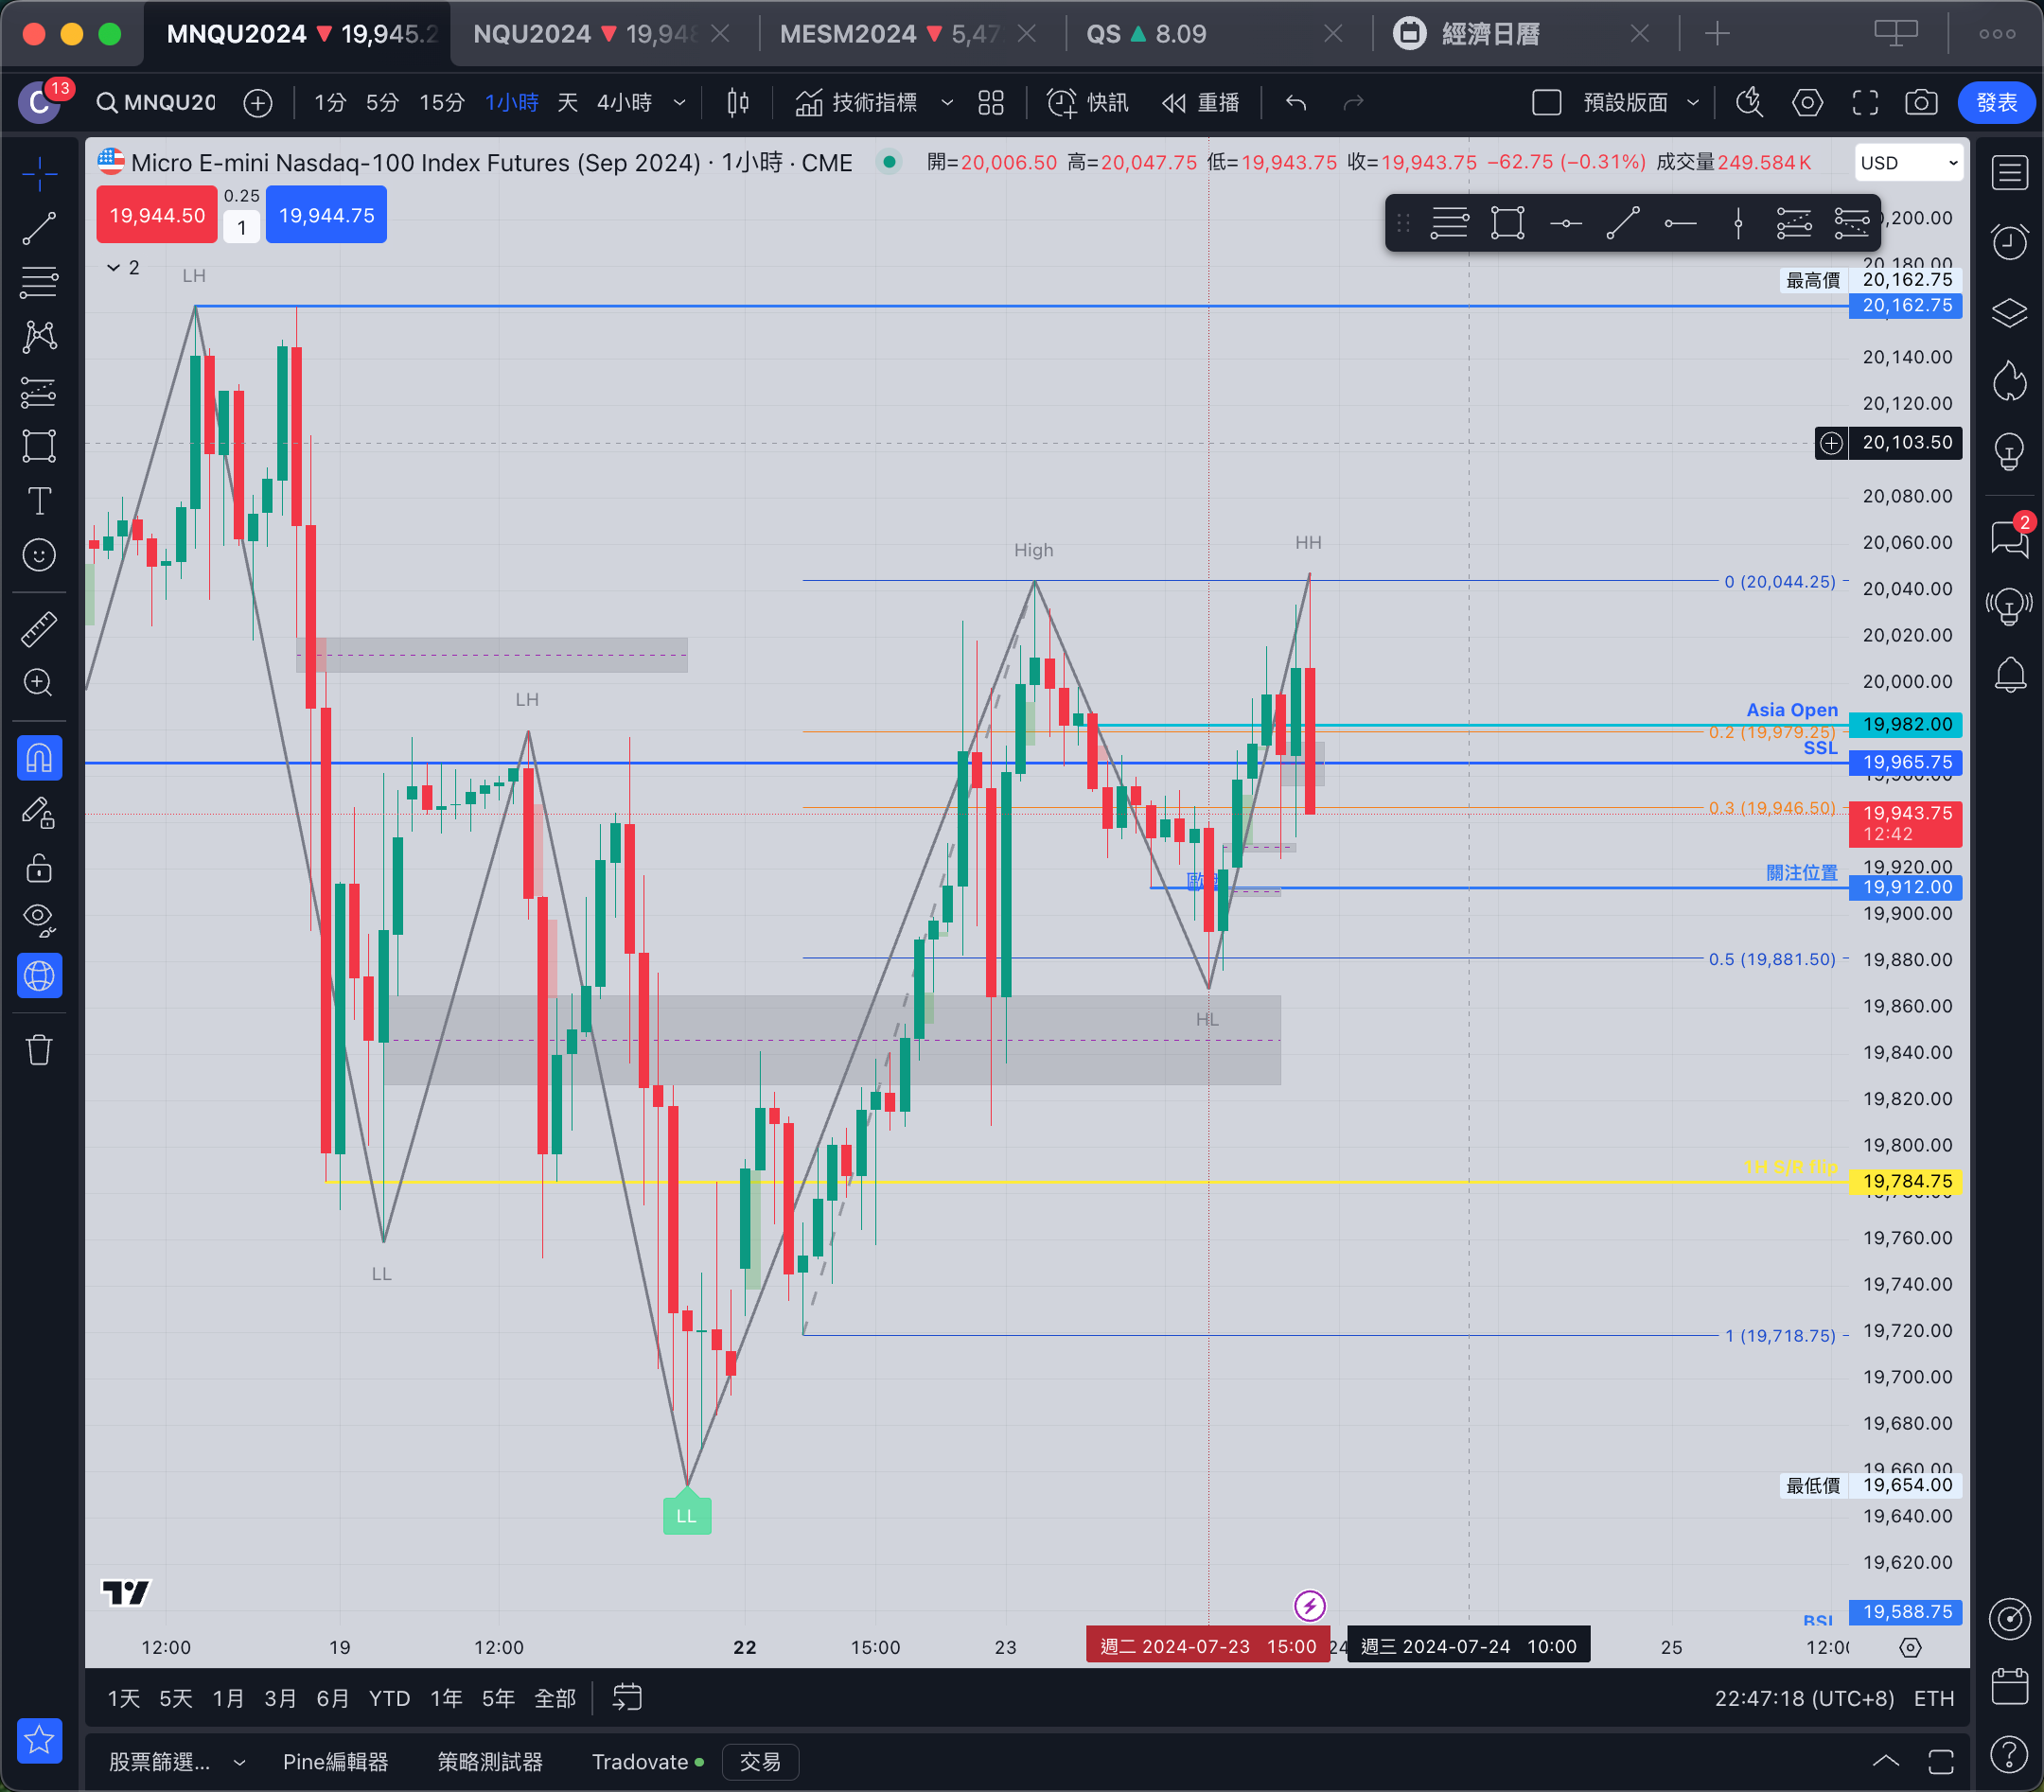 MNQU2024 19,945.2
NQU2024 19,948
MESM2024 5,47
QS 8.09
經濟日曆
C 13
MNQU20
1分 5分 15分 1小時 天 4小時
技術指標
快訊
重播
預設版面
發表
Micro E-mini Nasdaq-100 Index Futures (Sep 2024) · 1小時 · CME
開=20,006.50 高=20,047.75 低=19,943.75 收=19,943.75 −62.75 (−0.31%) 成交量249.584 K
USD
19,944.50
0.25
1
19,944.75
2
LH
20,180.00
最高價 20,162.75
20,162.75
20,140.00
20,120.00
20,103.50
20,080.00
2
High
HH
20,060.00
0 (20,044.25)
20,040.00
20,020.00
LH
20,000.00
Asia Open 19,982.00
0.2 (19,979.25)
SSL 19,965.75
0.3 (19,946.50)
19,943.75
12:42
19,920.00
關注位置 19,912.00
19,900.00
0.5 (19,881.50)
19,880.00
19,860.00
HL
19,840.00
19,820.00
19,800.00
1H S/R flip 19,784.75
19,760.00
LL
19,740.00
1 (19,718.75)
19,720.00
19,700.00
19,680.00
19,660.00
最低價 19,654.00
LL
19,640.00
19,620.00
BSL 19,588.75
12:00 19 12:00 22 15:00 23 週二 2024-07-23 15:00 24 週三 2024-07-24 10:00 25
1天 5天 1月 3月 6月 YTD 1年 5年 全部
22:47:18 (UTC+8) ETH
股票篩選... Pine編輯器 策略測試器 Tradovate 交易